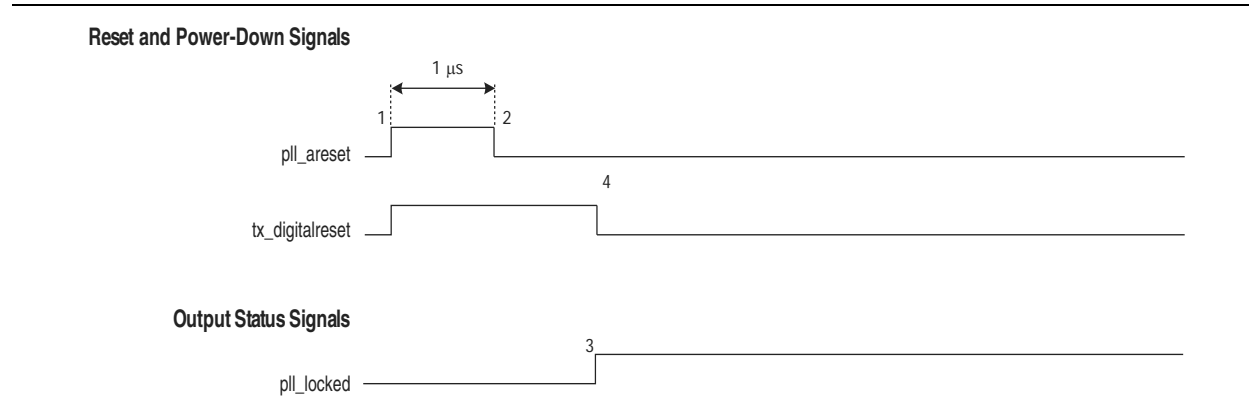 Reset and Power-Down Signals
1 μs
1
2
pll_areset
4
tx_digitalreset
Output Status Signals
3
pll_locked